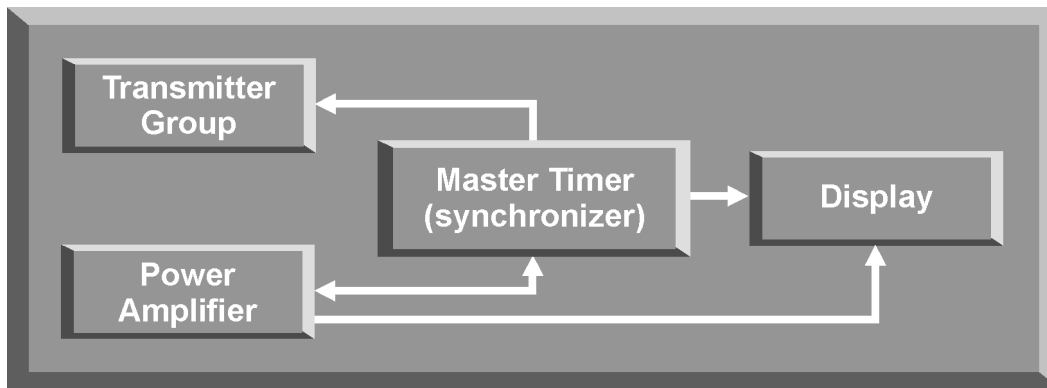 Transmitter
Group
Master Timer
(synchronizer)
Display
Power
Amplifier